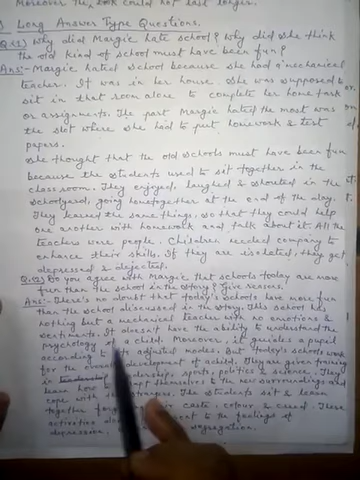 Moreover the book could not last longer.
Long Answer Type Questions.
Q.(1) Why did Margie hate school? Why did she think
the old kind of school must have been fun?
Ans:- Margie hated school because she had a mechanical
teacher. It was in her house. She was supposed to
sit in that room alone to complete her home task
or assignments. The part Margie hated the most was
the slot where she had to put homework & test
papers.
She thought that the old schools must have been fun
because the students used to sit together in the
classroom. They enjoyed, laughed & shouted in the
schoolyard, going home together at the end of the day.
They learned the same things, so that they could help
one another with homework and talk about it. All the
teachers were people. Children needed company to
enhance their skills. If they are isolated, they get
depressed & dejected.
Q.(2) Do you agree with Margie that schools today are more
fun than the school in the story? Give reasons.
Ans:- There's no doubt that today's schools have more fun
than the school discussed in the story. This school has
nothing but a mechanical teacher with no emotions &
sentiments. It doesn't have the ability to understand the
psychology of a child. Moreover, it guides a pupil
according to its adjusted modes. But today's schools work
for the overall development of a child. They are given training
in leadership, sports, politics & science. They
learn how to adapt themselves to the new surroundings and
cope with the strangers. The students sit & learn
together caste, colour & creed. These
activities to the feelings of
depression segregation.